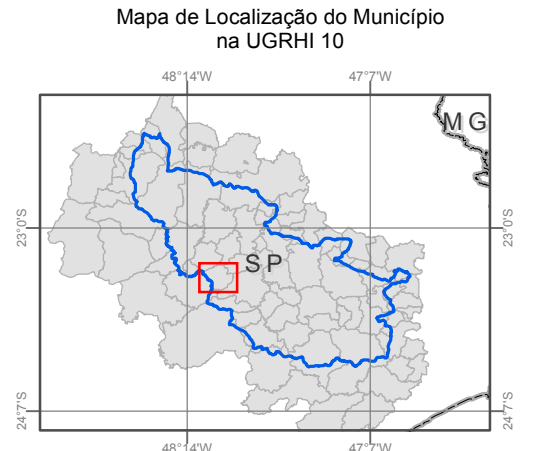 Mapa de Localização do Município
na UGRHI 10
48°14'W 47°7'W
MG
23°0'S 23°0'S
SP
24°7'S 24°7'S
48°14'W 47°7'W